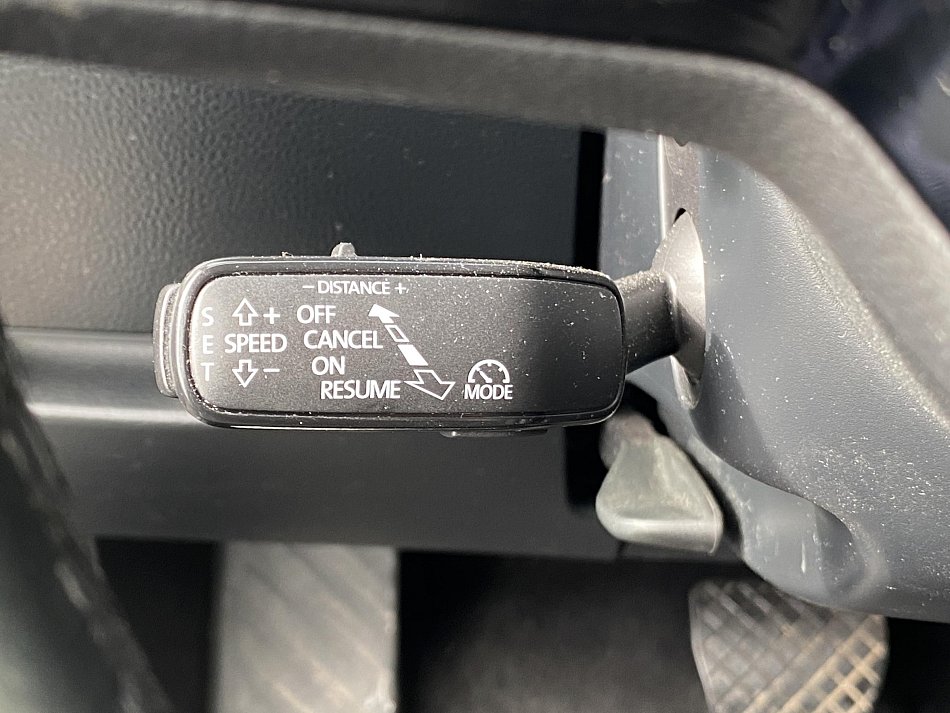 - DISTANCE +
S + OFF
E SPEED CANCEL
T - ON
RESUME MODE